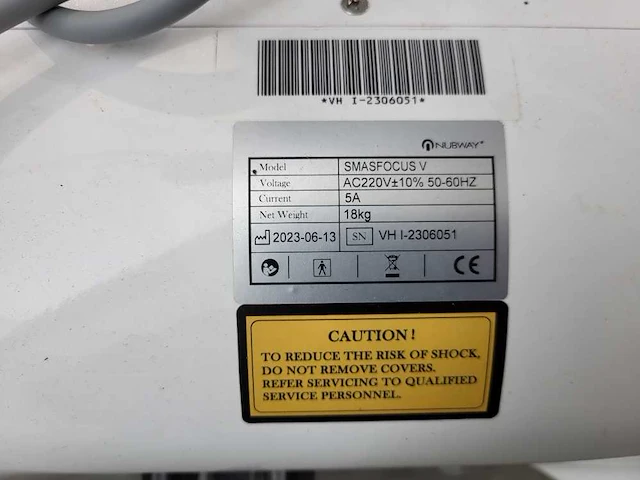 *VH I-2306051*
NUBWAY+
Model SMASFOCUS V
Voltage AC220V±10% 50-60HZ
Current 5A
Net Weight 18kg
2023-06-13 SN VH I-2306051
CE
CAUTION!
TO REDUCE THE RISK OF SHOCK,
DO NOT REMOVE COVERS.
REFER SERVICING TO QUALIFIED
SERVICE PERSONNEL.